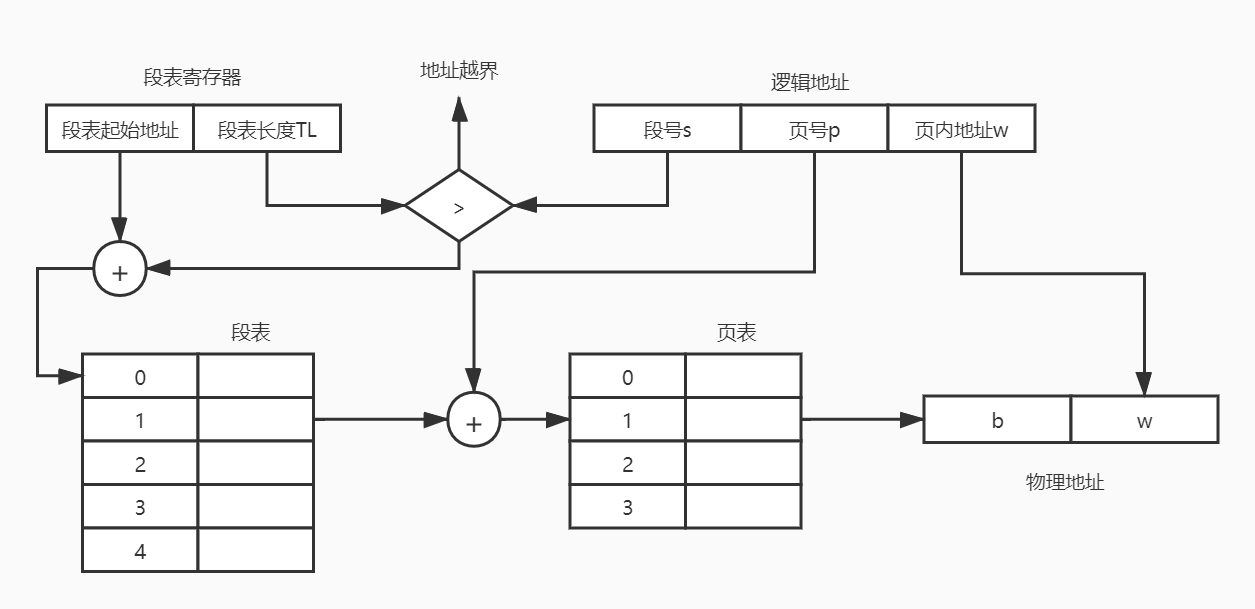 地址越界
段表寄存器
逻辑地址
段表起始地址
段表长度TL
段号s
页号p
页内地址w
>
+
段表
页表
0
1
2
3
4
+
0
1
2
3
b
w
物理地址